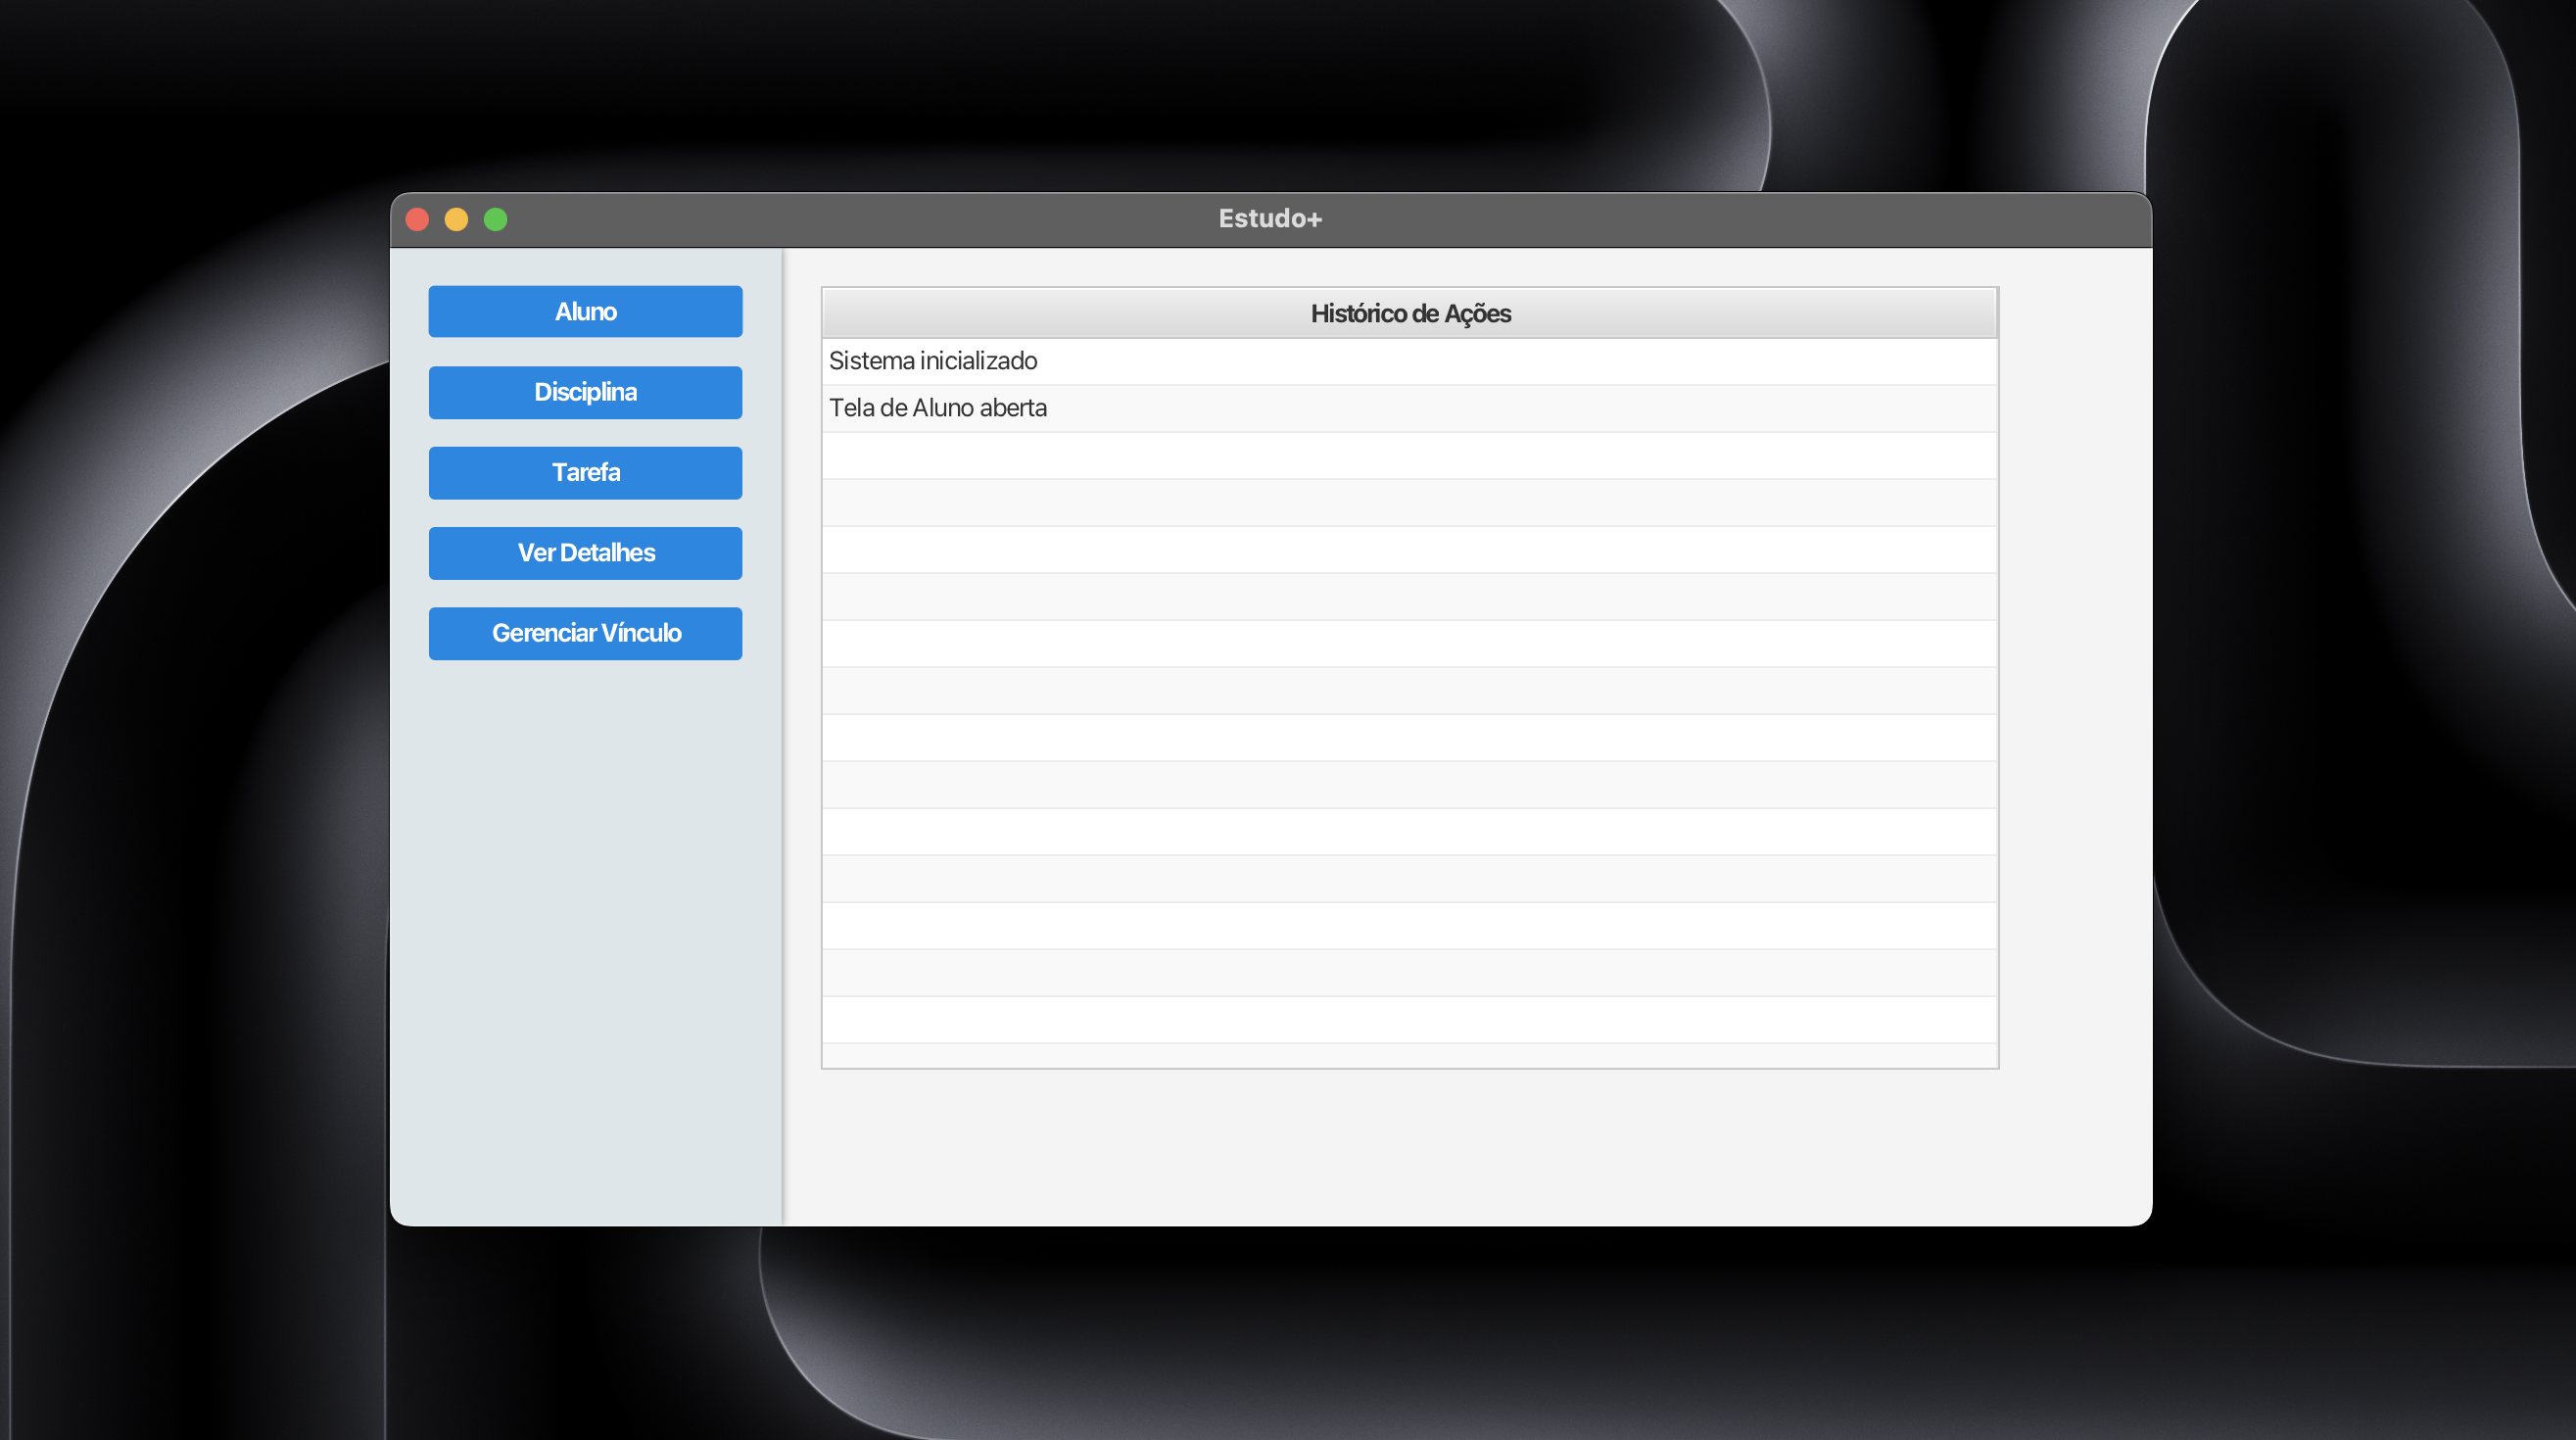 Estudo+
Aluno
Disciplina
Tarefa
Ver Detalhes
Gerenciar Vínculo
Histórico de Ações
Sistema inicializado
Tela de Aluno aberta